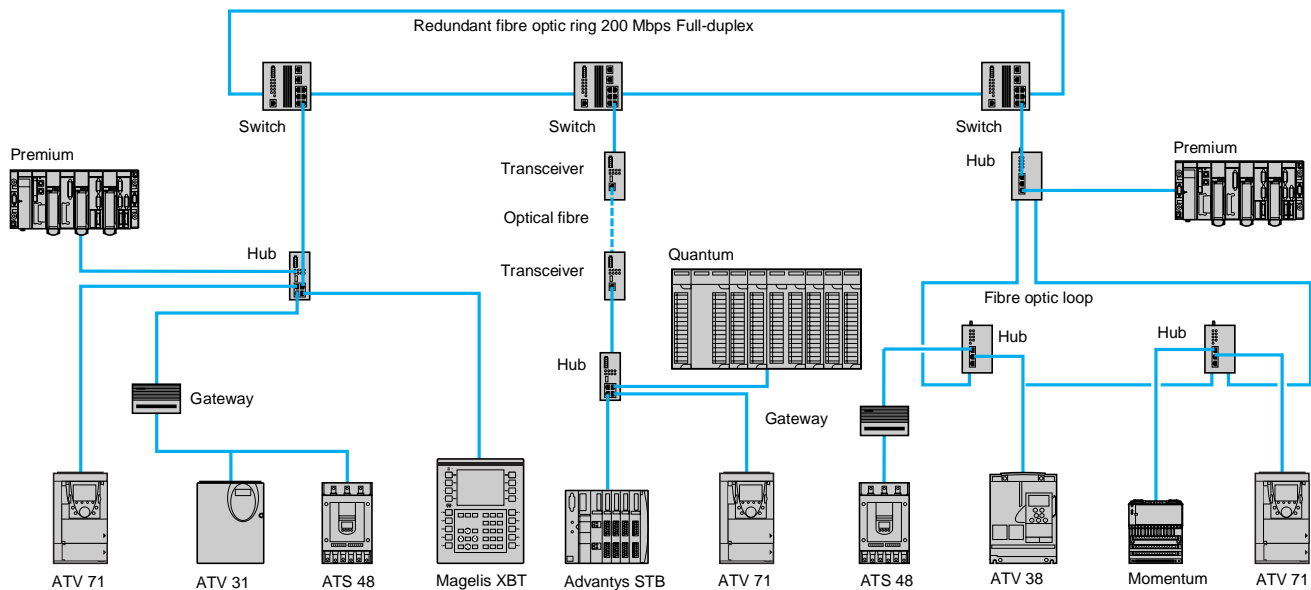 Redundant fibre optic ring 200 Mbps Full-duplex
Switch
Switch
Switch
Premium
Transceiver
Hub
Premium
Optical fibre
Hub
Transceiver
Quantum
Fibre optic loop
Hub
Hub
Hub
Gateway
Gateway
ATV 71
ATV 31
ATS 48
Magelis XBT
Advantys STB
ATV 71
ATS 48
ATV 38
Momentum
ATV 71